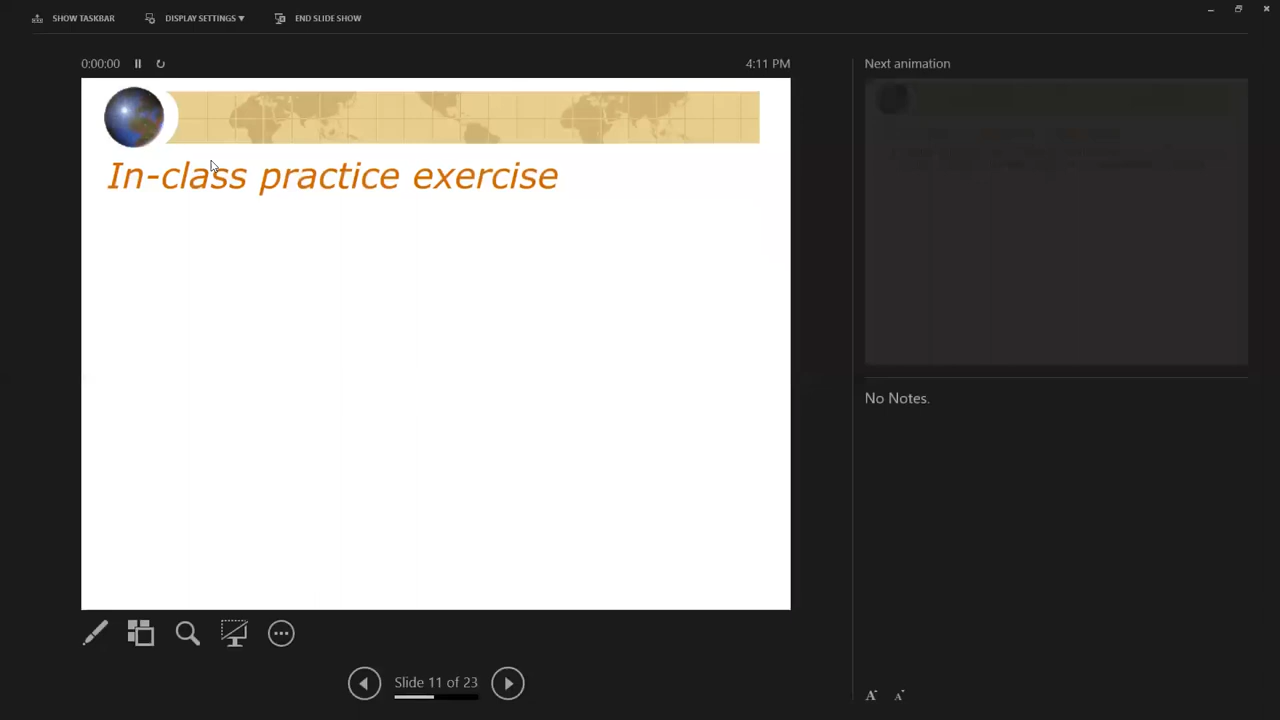 SHOW TASKBAR DISPLAY SETTINGS ▼ END SLIDE SHOW
0:00:00 4:11 PM Next animation
In-class practice exercise
No Notes.
Slide 11 of 23
A A